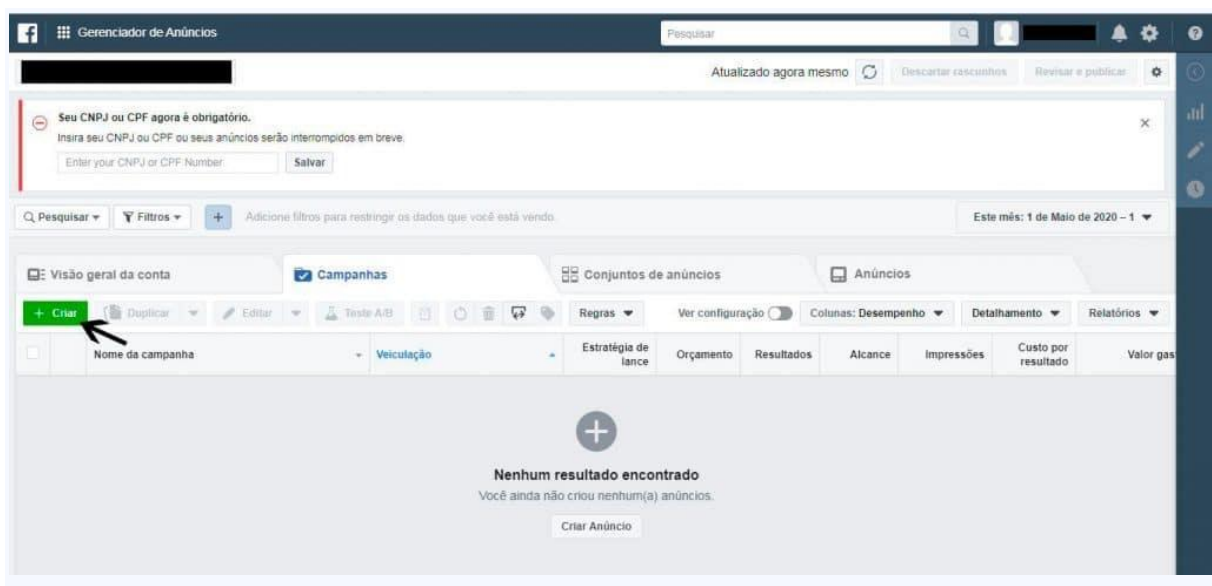 f Gerenciador de Anúncios Pesquisar
Atualizado agora mesmo Descartar rascunhos Revisar e publicar
Seu CNPJ ou CPF agora é obrigatório.
Insira seu CNPJ ou CPF ou seus anúncios serão interrompidos em breve.
Enter your CNPJ or CPF Number Salvar
Pesquisar Filtros + Adicione filtros para restringir os dados que você está vendo. Este mês: 1 de Maio de 2020 – 1
Visão geral da conta Campanhas Conjuntos de anúncios Anúncios
+ Criar Duplicar Editar Teste A/B Regras Ver configuração Colunas: Desempenho Detalhamento Relatórios
Nome da campanha Veiculação Estratégia de lance Orçamento Resultados Alcance Impressões Custo por resultado Valor gas
Nenhum resultado encontrado
Você ainda não criou nenhum(a) anúncios.
Criar Anúncio